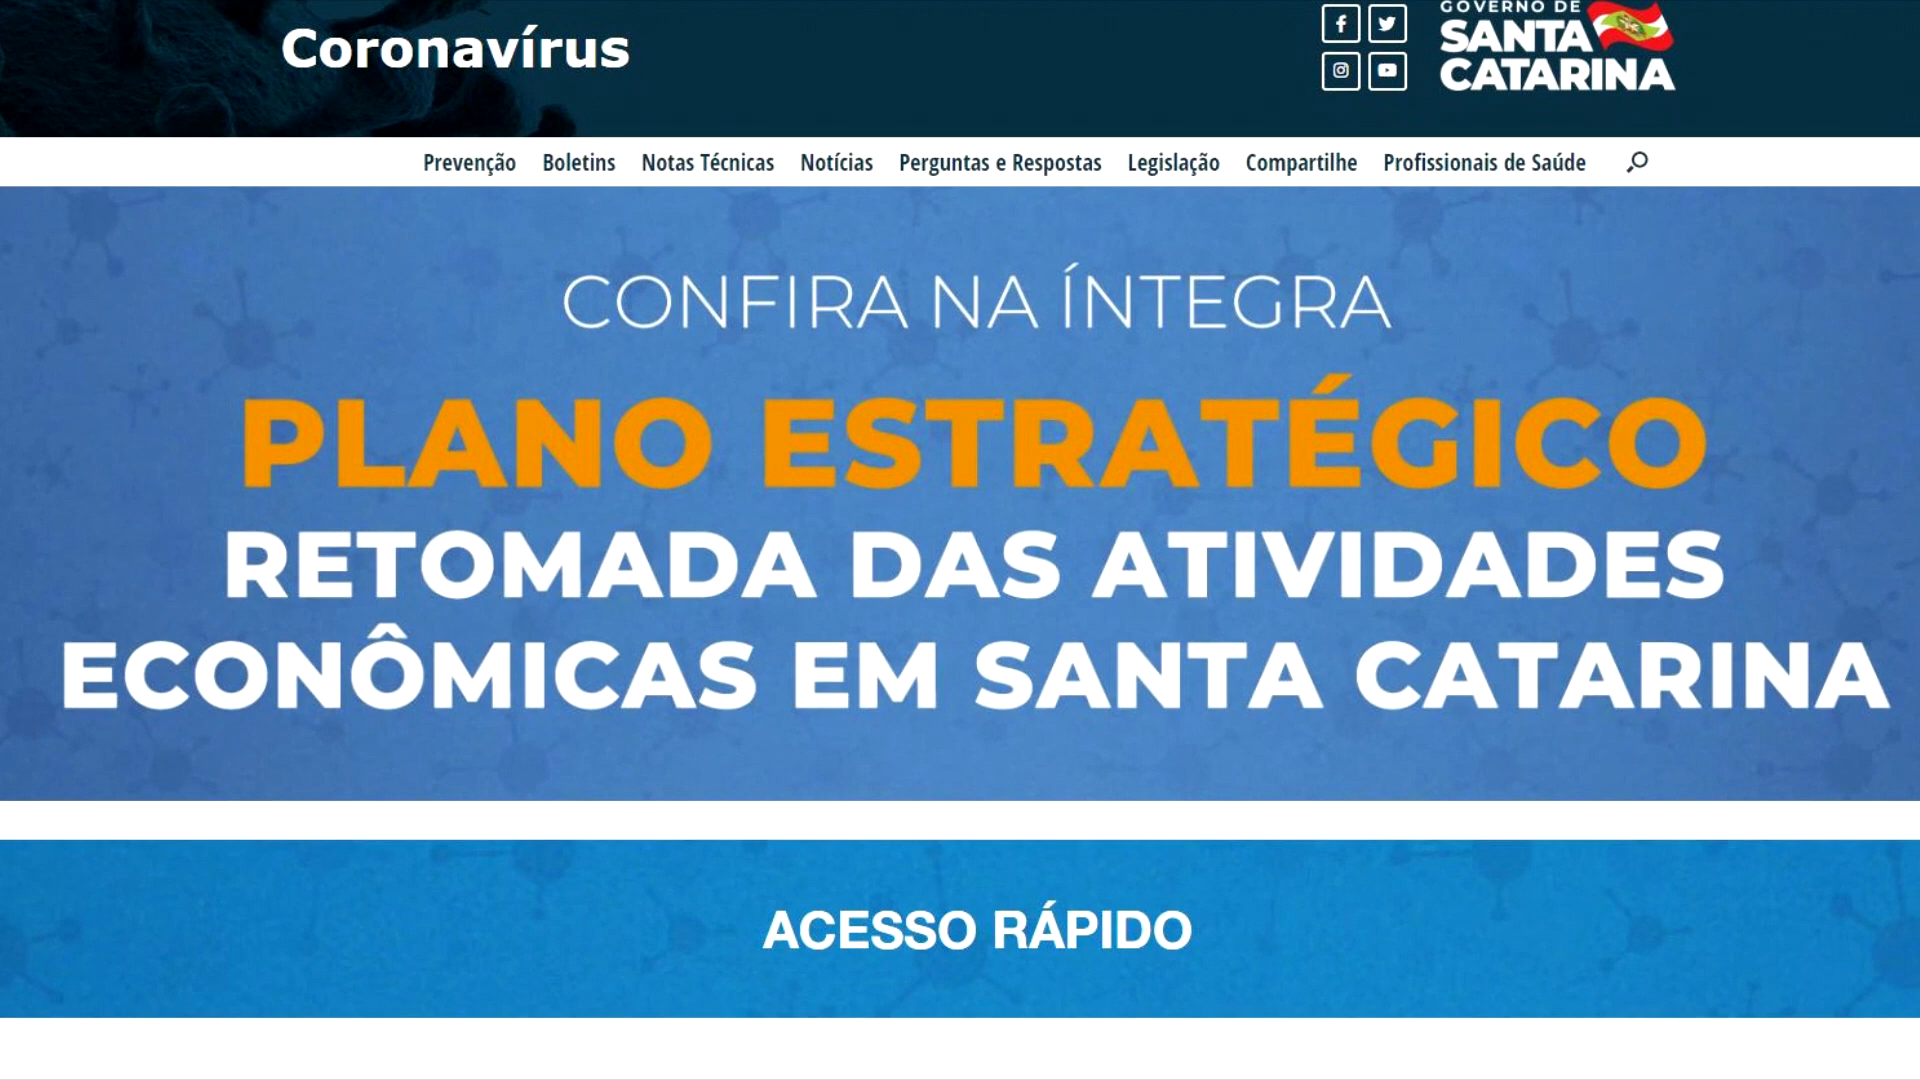 Coronavírus
GOVERNO DE
SANTA
CATARINA
Prevenção Boletins Notas Técnicas Notícias Perguntas e Respostas Legislação Compartilhe Profissionais de Saúde
CONFIRA NA ÍNTEGRA
PLANO ESTRATÉGICO
RETOMADA DAS ATIVIDADES
ECONÔMICAS EM SANTA CATARINA
ACESSO RÁPIDO